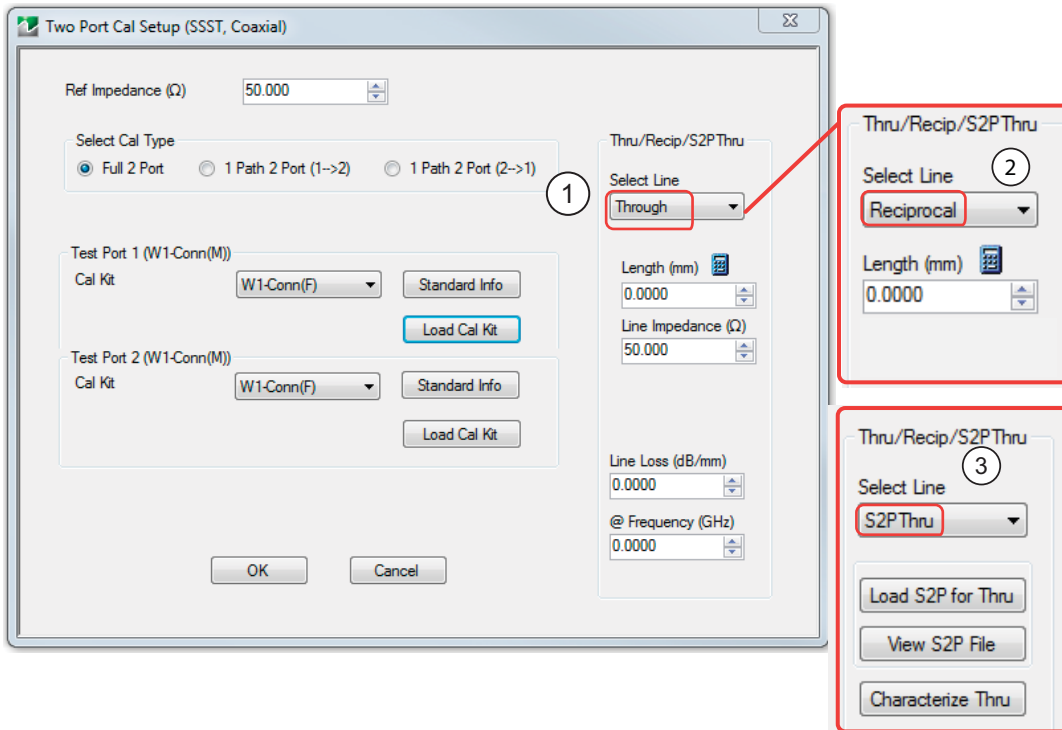 Two Port Cal Setup (SSST, Coaxial)
Ref Impedance (Ω)
50.000
Select Cal Type
Full 2 Port
1 Path 2 Port (1-->2)
1 Path 2 Port (2-->1)
Test Port 1 (W1-Conn(M))
Cal Kit
W1-Conn(F)
Standard Info
Load Cal Kit
Test Port 2 (W1-Conn(M))
Cal Kit
W1-Conn(F)
Standard Info
Load Cal Kit
OK
Cancel
Thru/Recip/S2PThru
1
Select Line
Through
Length (mm)
0.0000
Line Impedance (Ω)
50.000
Line Loss (dB/mm)
0.0000
@ Frequency (GHz)
0.0000
Thru/Recip/S2PThru
2
Select Line
Reciprocal
Length (mm)
0.0000
Thru/Recip/S2PThru
3
Select Line
S2PThru
Load S2P for Thru
View S2P File
Characterize Thru